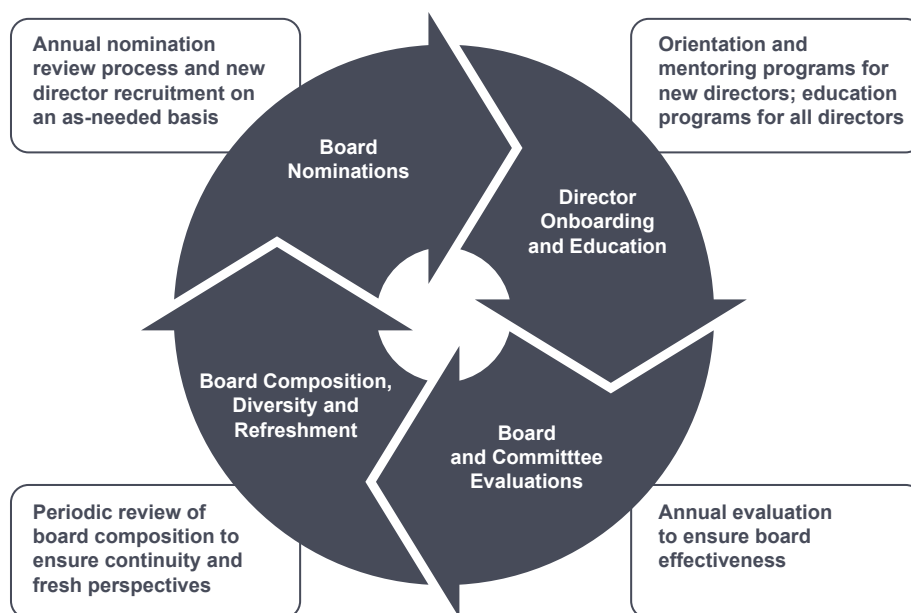 Annual nomination
review process and new
director recruitment on
an as-needed basis
Orientation and
mentoring programs for
new directors; education
programs for all directors
Board
Nominations
Director
Onboarding
and Education
Board Composition,
Diversity and
Refreshment
Board
and Committtee
Evaluations
Periodic review of
board composition to
ensure continuity and
fresh perspectives
Annual evaluation
to ensure board
effectiveness